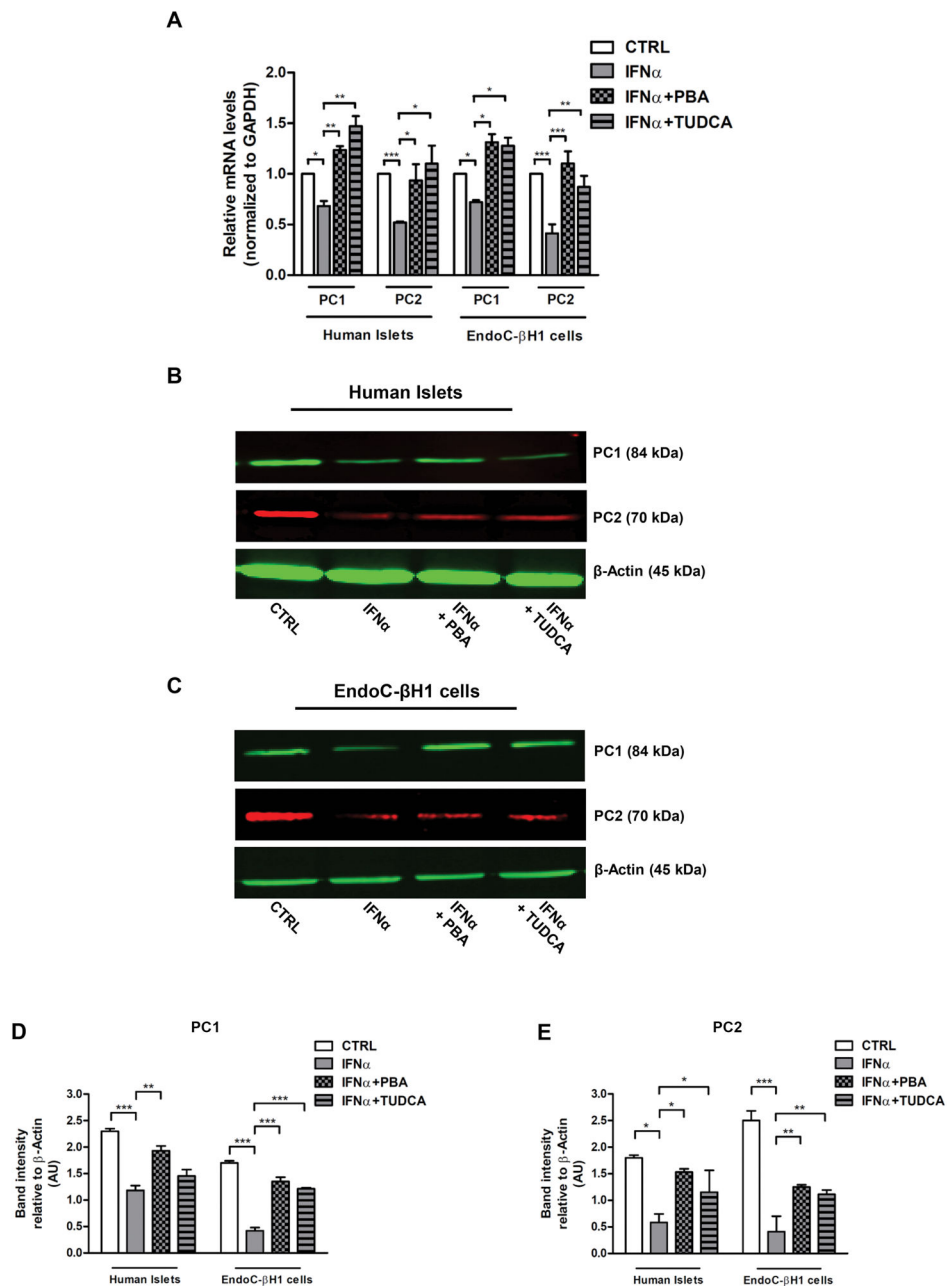 A
CTRL
IFNα
IFNα+PBA
IFNα+TUDCA
Relative mRNA levels
(normalized to GAPDH)
2.0
1.5
1.0
0.5
0.0
* ** ** *** * * * * * *** *** **
PC1 PC2 PC1 PC2
Human Islets EndoC-βH1 cells
B
Human Islets
PC1 (84 kDa)
PC2 (70 kDa)
β-Actin (45 kDa)
CTRL
IFNα
IFNα
+ PBA
IFNα
+ TUDCA
C
EndoC-βH1 cells
PC1 (84 kDa)
PC2 (70 kDa)
β-Actin (45 kDa)
CTRL
IFNα
IFNα
+ PBA
IFNα
+ TUDCA
D
PC1
CTRL
IFNα
IFNα+PBA
IFNα+TUDCA
Band intensity
relative to β-Actin
(AU)
3.0
2.5
2.0
1.5
1.0
0.5
0.0
*** ** *** *** ***
Human Islets EndoC-βH1 cells
E
PC2
CTRL
IFNα
IFNα+PBA
IFNα+TUDCA
Band intensity
relative to β-Actin
(AU)
3.0
2.5
2.0
1.5
1.0
0.5
0.0
* * * *** ** **
Human Islets EndoC-βH1 cells